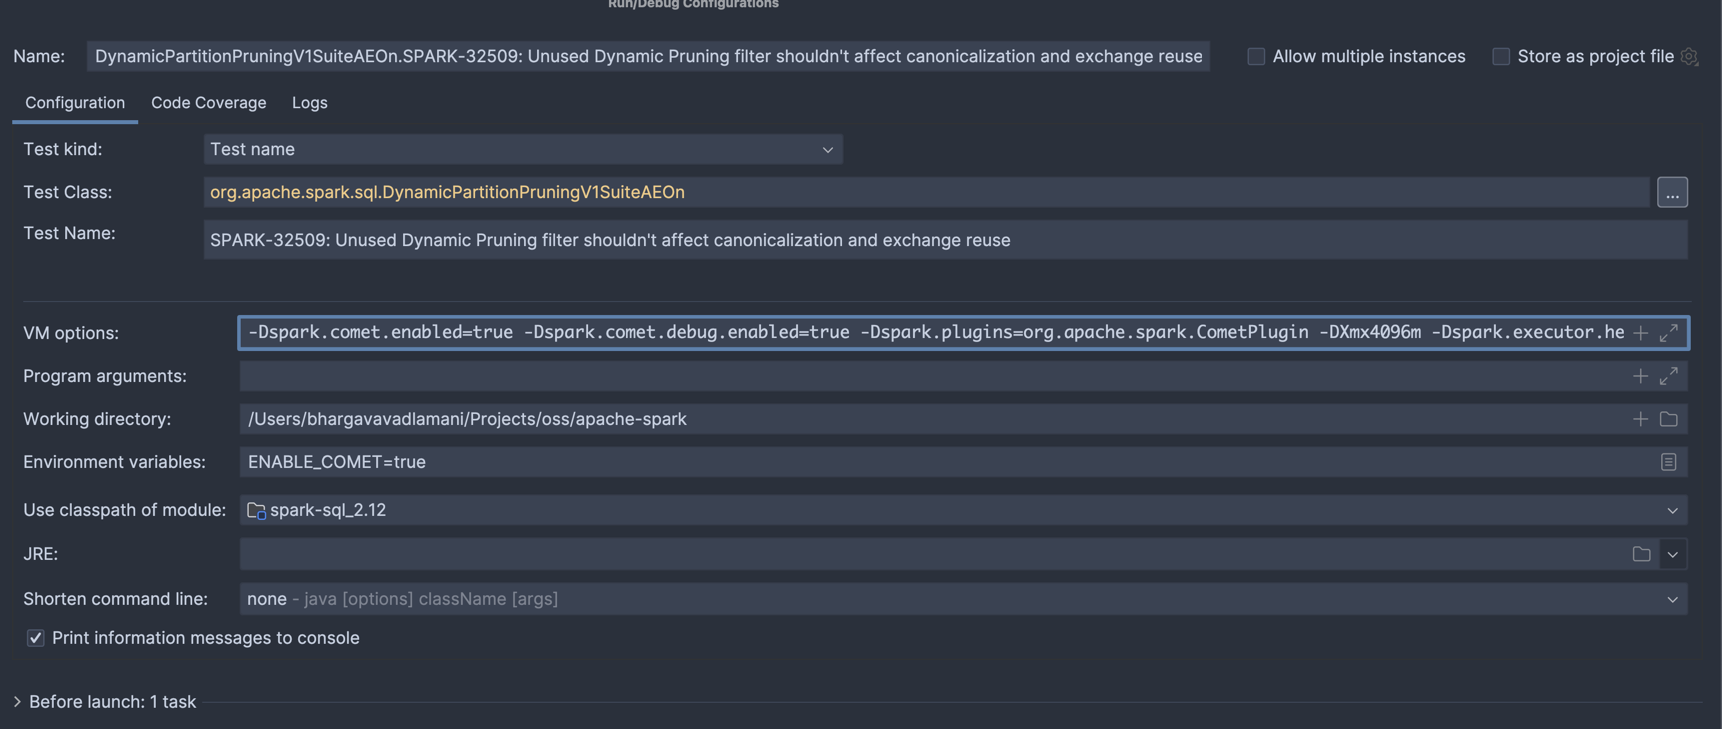 Run/Debug Configurations
Name: DynamicPartitionPruningV1SuiteAEOn.SPARK-32509: Unused Dynamic Pruning filter shouldn't affect canonicalization and exchange reuse Allow multiple instances Store as project file
Configuration Code Coverage Logs
Test kind: Test name
Test Class: org.apache.spark.sql.DynamicPartitionPruningV1SuiteAEOn ...
Test Name: SPARK-32509: Unused Dynamic Pruning filter shouldn't affect canonicalization and exchange reuse
VM options: -Dspark.comet.enabled=true -Dspark.comet.debug.enabled=true -Dspark.plugins=org.apache.spark.CometPlugin -DXmx4096m -Dspark.executor.he
Program arguments:
Working directory: /Users/bhargavavadlamani/Projects/oss/apache-spark
Environment variables: ENABLE_COMET=true
Use classpath of module: spark-sql_2.12
JRE:
Shorten command line: none - java [options] className [args]
Print information messages to console
Before launch: 1 task